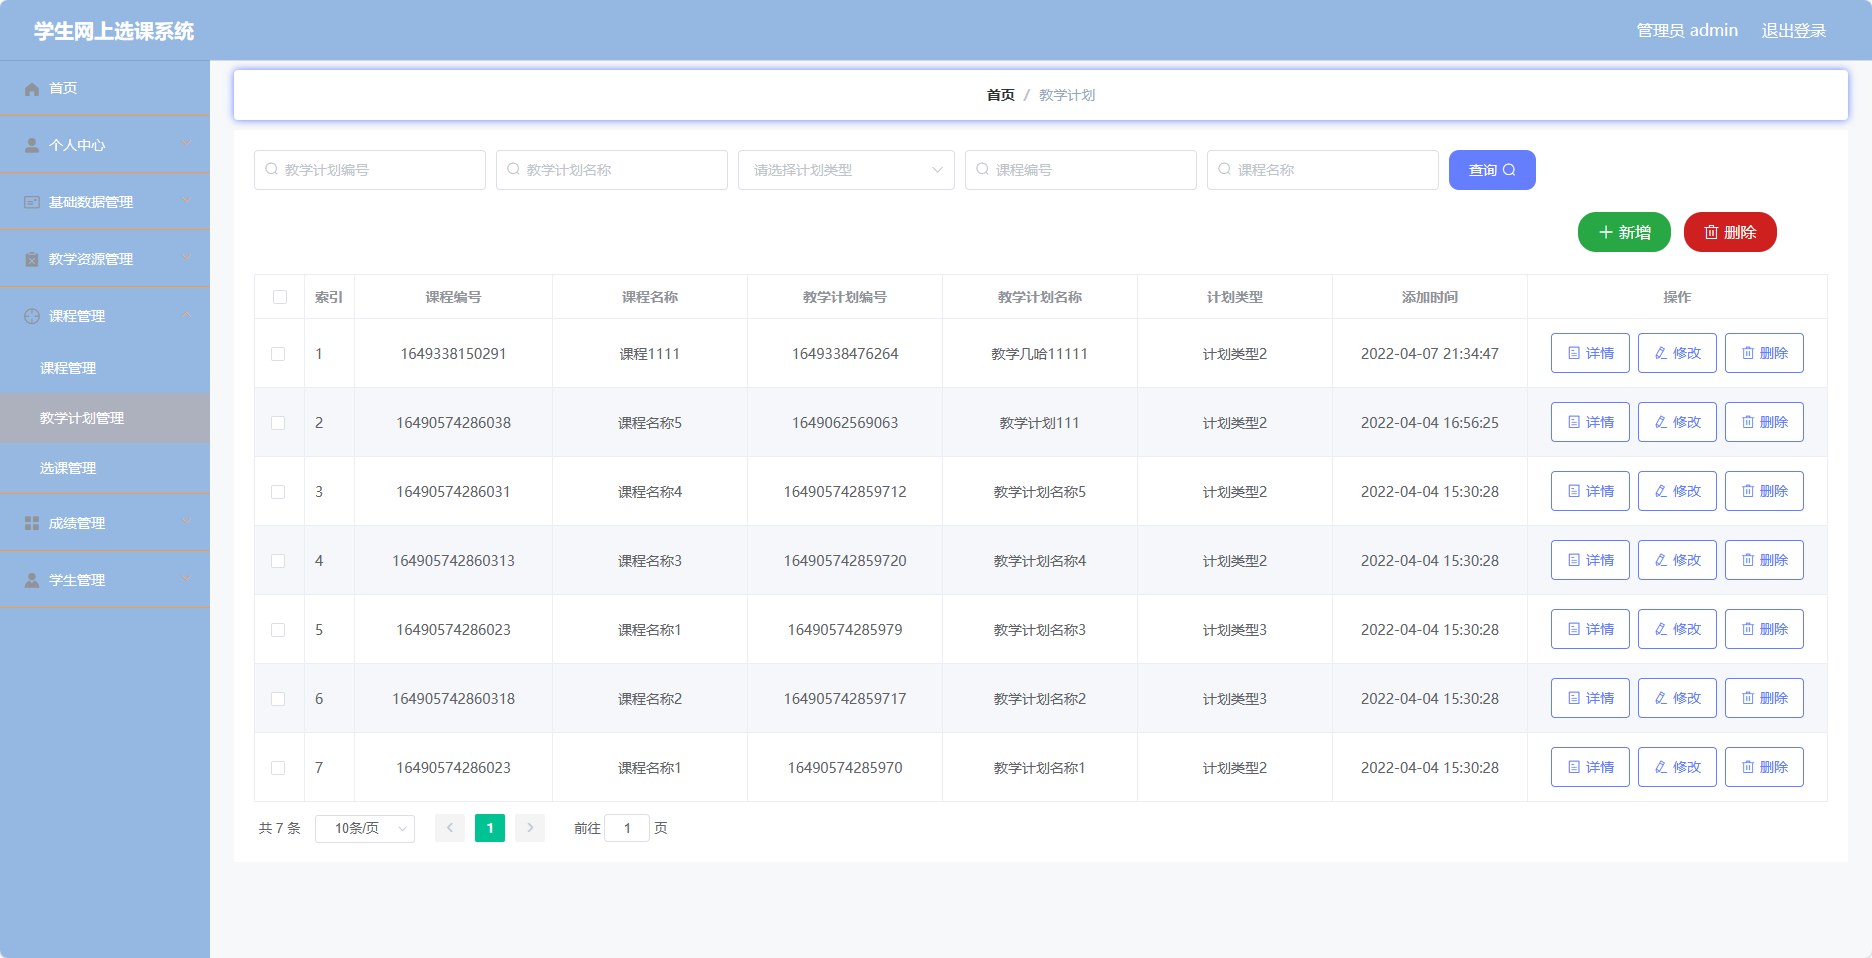 学生网上选课系统
管理员 admin 退出登录
首页
个人中心
基础数据管理
教学资源管理
课程管理
课程管理
教学计划管理
选课管理
成绩管理
学生管理
首页 / 教学计划
教学计划编号 教学计划名称 请选择计划类型 课程编号 课程名称 查询
新增 删除
索引 课程编号 课程名称 教学计划编号 教学计划名称 计划类型 添加时间 操作
1 1649338150291 课程1111 1649338476264 教学几哈11111 计划类型2 2022-04-07 21:34:47 详情 修改 删除
2 16490574286038 课程名称5 1649062569063 教学计划111 计划类型2 2022-04-04 16:56:25 详情 修改 删除
3 16490574286031 课程名称4 164905742859712 教学计划名称5 计划类型2 2022-04-04 15:30:28 详情 修改 删除
4 164905742860313 课程名称3 164905742859720 教学计划名称4 计划类型2 2022-04-04 15:30:28 详情 修改 删除
5 16490574286023 课程名称1 16490574285979 教学计划名称3 计划类型3 2022-04-04 15:30:28 详情 修改 删除
6 164905742860318 课程名称2 164905742859717 教学计划名称2 计划类型3 2022-04-04 15:30:28 详情 修改 删除
7 16490574286023 课程名称1 16490574285970 教学计划名称1 计划类型2 2022-04-04 15:30:28 详情 修改 删除
共 7 条 10条/页 1 前往 1 页